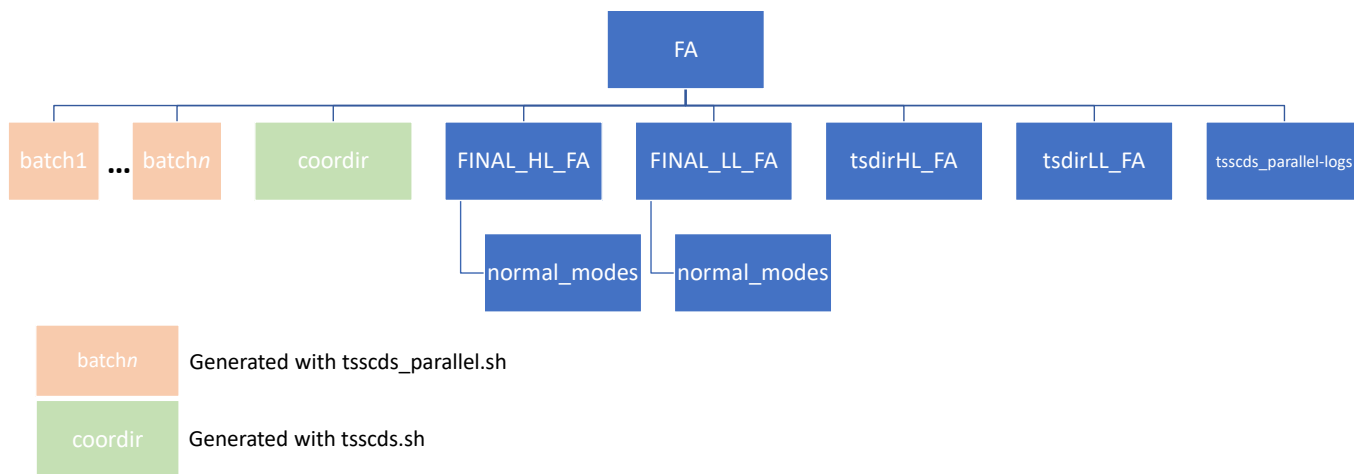 FA
batch1
...
batchn
coordir
FINAL_HL_FA
FINAL_LL_FA
tsdirHL_FA
tsdirLL_FA
tsscds_parallel-logs
normal_modes
normal_modes
batchn
Generated with tsscds_parallel.sh
coordir
Generated with tsscds.sh